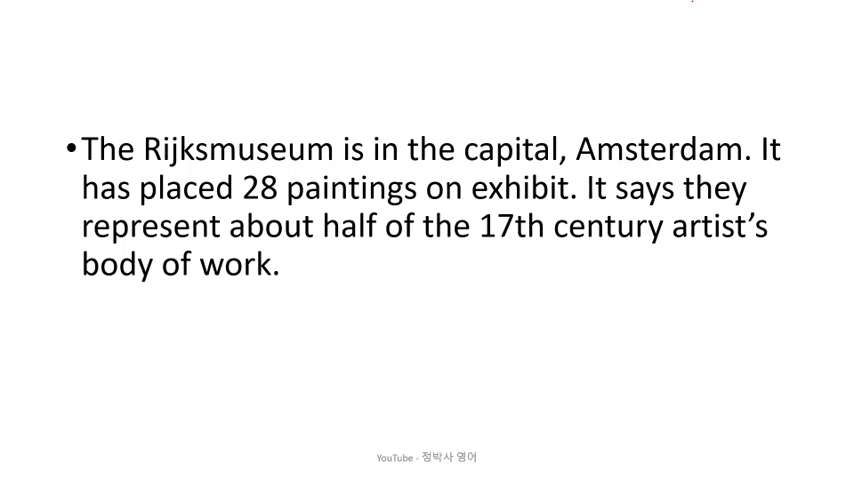 •The Rijksmuseum is in the capital, Amsterdam. It
has placed 28 paintings on exhibit. It says they
represent about half of the 17th century artist’s
body of work.
YouTube - 정박사 영어